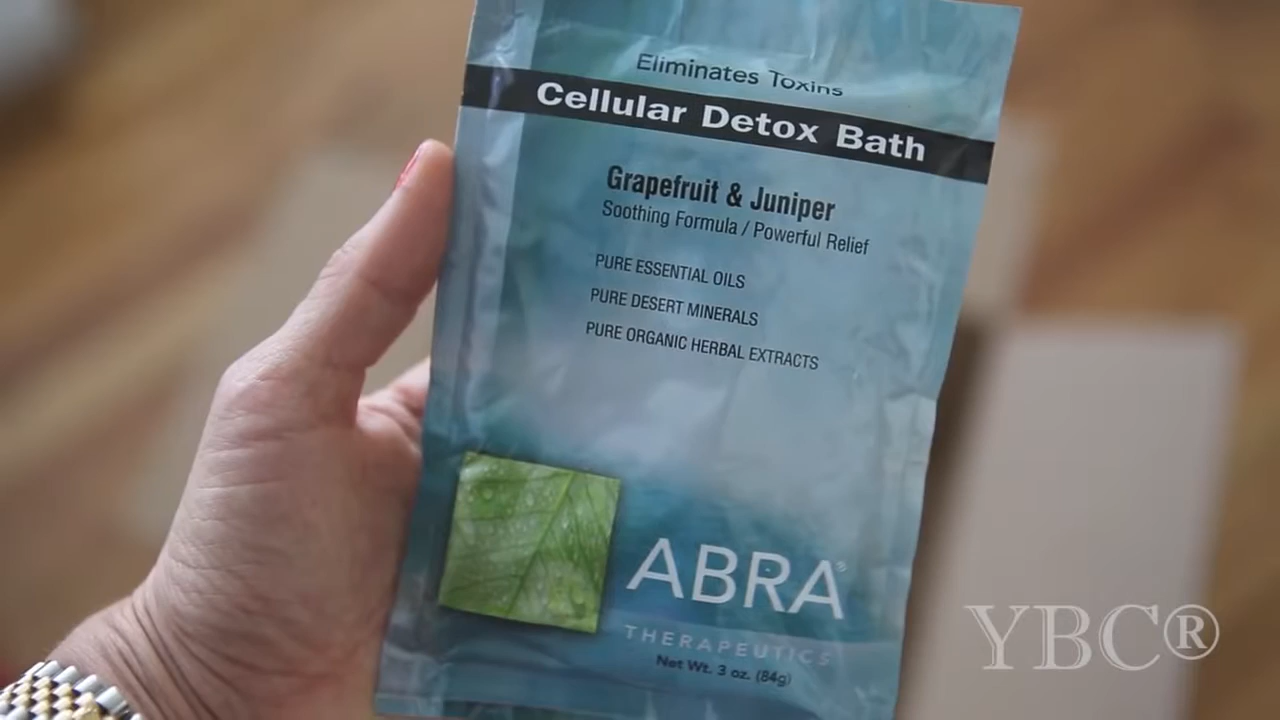 Eliminates Toxins
Cellular Detox Bath
Grapefruit & Juniper
Soothing Formula / Powerful Relief
PURE ESSENTIAL OILS
PURE DESERT MINERALS
PURE ORGANIC HERBAL EXTRACTS
ABRA®
THERAPEUTICS
Net Wt. 3 oz. (84g)
YBC®